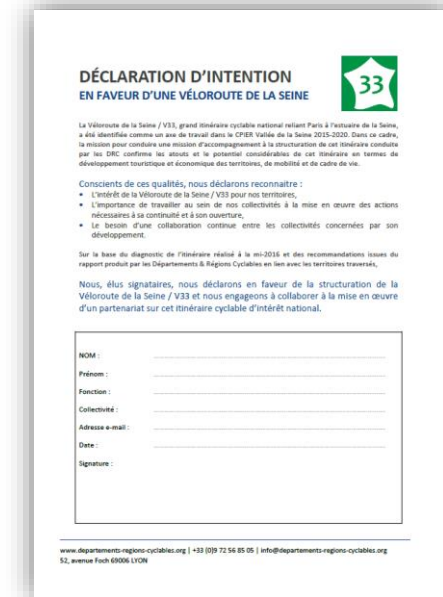 DÉCLARATION D'INTENTION
EN FAVEUR D'UNE VÉLOROUTE DE LA SEINE
33
La Véloroute de la Seine / V33, grand itinéraire cyclable national reliant Paris à l'estuaire de la Seine,
a été identifiée comme un axe de travail dans le CPIER Vallée de la Seine 2015-2020. Dans ce cadre,
la mission pour conduire une mission d'accompagnement à la structuration de cet itinéraire conduite
par les DRC confirme les atouts et le potentiel considérables de cet itinéraire en termes de
développement touristique et économique des territoires, de mobilité et de cadre de vie.
Conscients de ces qualités, nous déclarons reconnaitre :
• L'intérêt de la Véloroute de la Seine / V33 pour nos territoires,
• L'importance de travailler au sein de nos collectivités à la mise en œuvre des actions
nécessaires à sa continuité et à son ouverture,
• Le besoin d'une collaboration continue entre les collectivités concernées par son
développement.
Sur la base du diagnostic de l'itinéraire réalisé à la mi-2016 et des recommandations issues du
rapport produit par les Départements & Régions Cyclables en lien avec les territoires traversés,
Nous, élus signataires, nous déclarons en faveur de la structuration de la
Véloroute de la Seine / V33 et nous engageons à collaborer à la mise en œuvre
d'un partenariat sur cet itinéraire cyclable d'intérêt national.
NOM :
Prénom :
Fonction :
Collectivité :
Adresse e-mail :
Date :
Signature :
www.departements-regions-cyclables.org | +33 (0)9 72 56 85 05 | info@departements-regions-cyclables.org
52, avenue Foch 69006 LYON